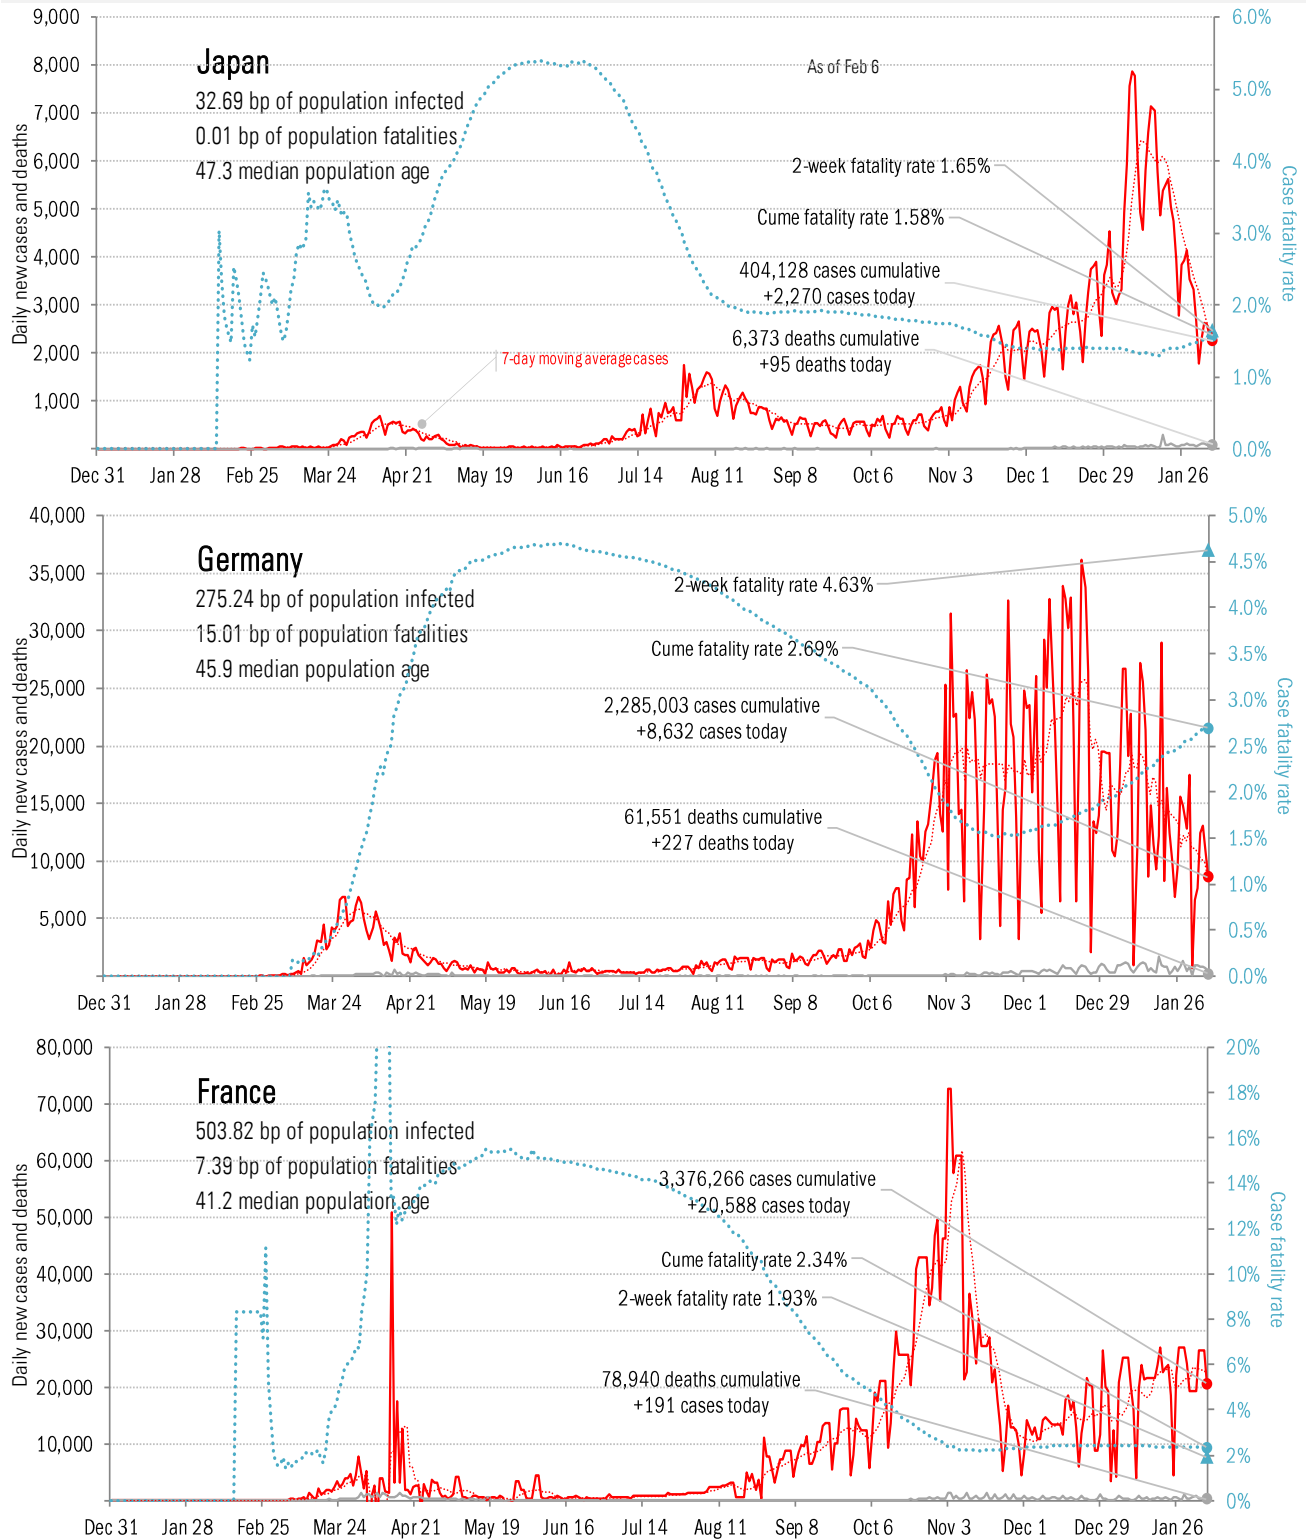 9,000
8,000
7,000
6,000
5,000
4,000
3,000
2,000
1,000
Daily new cases and deaths
Japan
32.69 bp of population infected
0.01 bp of population fatalities
47.3 median population age
As of Feb 6
2-week fatality rate 1.65%
Cume fatality rate 1.58%
404,128 cases cumulative
+2,270 cases today
6,373 deaths cumulative
+95 deaths today
7-day moving average cases
6.0%
5.0%
4.0%
3.0%
2.0%
1.0%
0.0%
Case fatality rate
Dec 31 Jan 28 Feb 25 Mar 24 Apr 21 May 19 Jun 16 Jul 14 Aug 11 Sep 8 Oct 6 Nov 3 Dec 1 Dec 29 Jan 26
40,000
35,000
30,000
25,000
20,000
15,000
10,000
5,000
Daily new cases and deaths
Germany
275.24 bp of population infected
15.01 bp of population fatalities
45.9 median population age
2-week fatality rate 4.63%
Cume fatality rate 2.69%
2,285,003 cases cumulative
+8,632 cases today
61,551 deaths cumulative
+227 deaths today
5.0%
4.5%
4.0%
3.5%
3.0%
2.5%
2.0%
1.5%
1.0%
0.5%
0.0%
Case fatality rate
Dec 31 Jan 28 Feb 25 Mar 24 Apr 21 May 19 Jun 16 Jul 14 Aug 11 Sep 8 Oct 6 Nov 3 Dec 1 Dec 29 Jan 26
80,000
70,000
60,000
50,000
40,000
30,000
20,000
10,000
Daily new cases and deaths
France
503.82 bp of population infected
7.39 bp of population fatalities
41.2 median population age
3,376,266 cases cumulative
+20,588 cases today
Cume fatality rate 2.34%
2-week fatality rate 1.93%
78,940 deaths cumulative
+191 cases today
20%
18%
16%
14%
12%
10%
8%
6%
4%
2%
0%
Case fatality rate
Dec 31 Jan 28 Feb 25 Mar 24 Apr 21 May 19 Jun 16 Jul 14 Aug 11 Sep 8 Oct 6 Nov 3 Dec 1 Dec 29 Jan 26